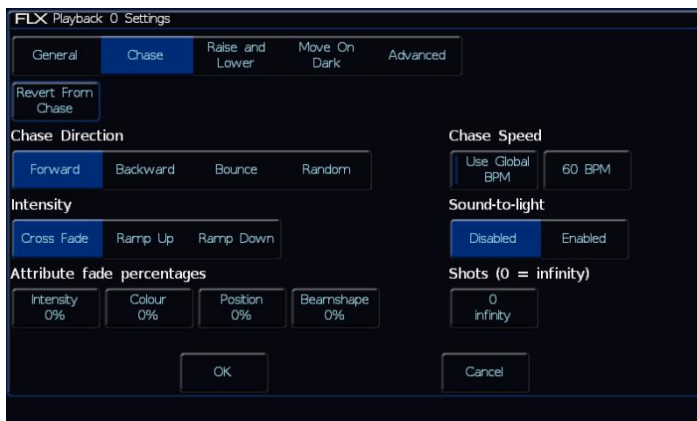 FLX Playback 0 Settings
General
Chase
Raise and
Lower
Move On
Dark
Advanced
Revert From
Chase
Chase Direction
Forward
Backward
Bounce
Random
Chase Speed
Use Global
BPM
60 BPM
Intensity
Cross Fade
Ramp Up
Ramp Down
Sound-to-light
Disabled
Enabled
Attribute fade percentages
Intensity
0%
Colour
0%
Position
0%
Beamshape
0%
Shots (0 = infinity)
0
infinity
OK
Cancel